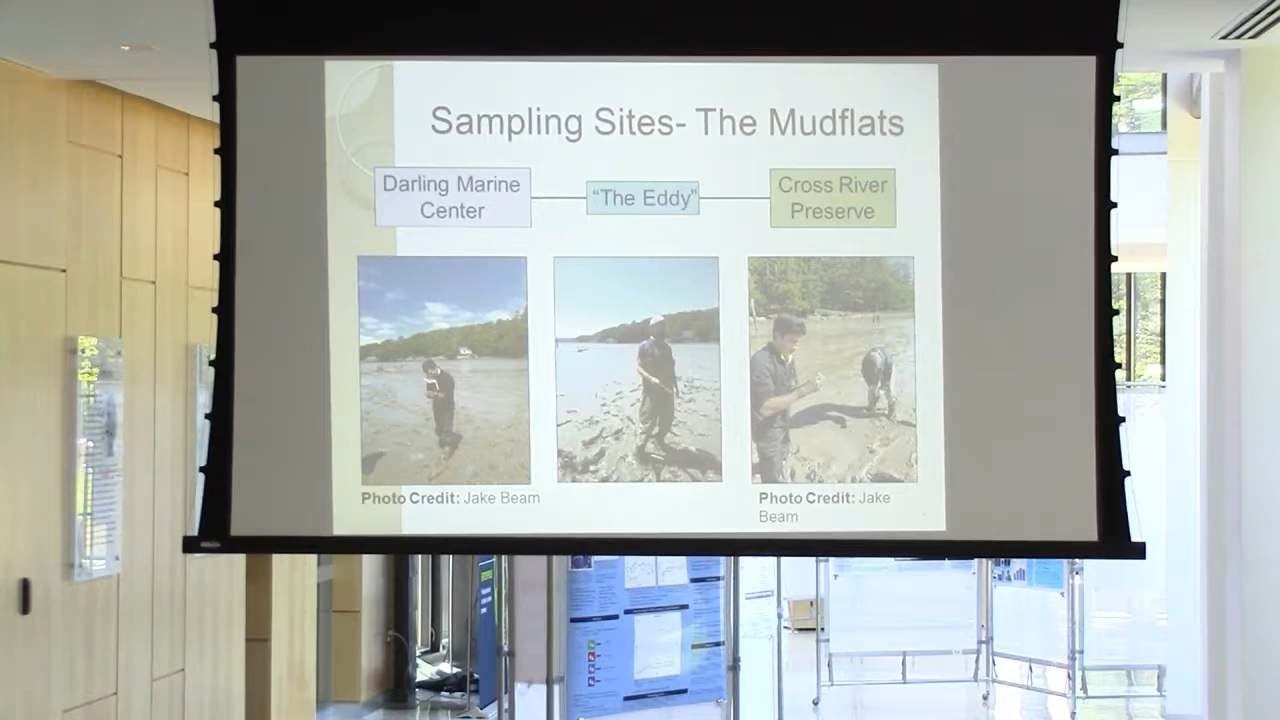 Sampling Sites- The Mudflats
Darling Marine
Center
“The Eddy”
Cross River
Preserve
Photo Credit: Jake Beam
Photo Credit: Jake
Beam